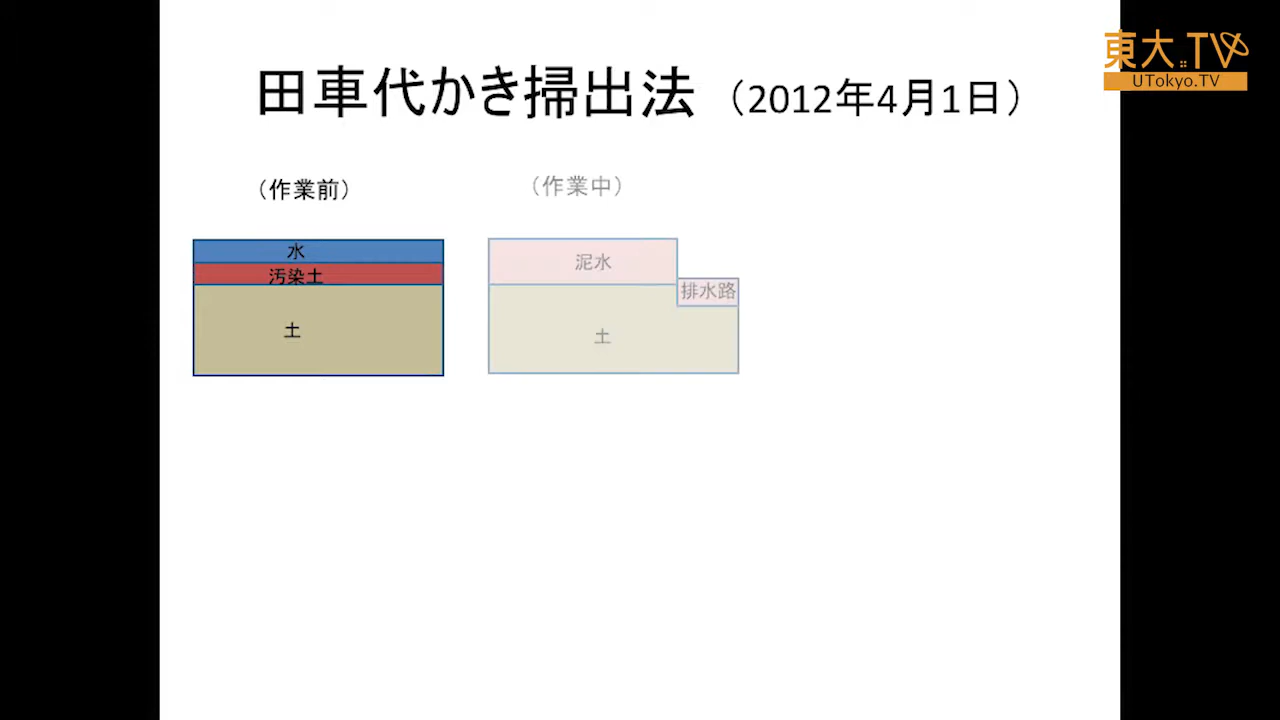 東大TV
UTokyo.TV
田車代かき掃出法（2012年4月1日）
（作業前）
（作業中）
水
汚染土
土
泥水
排水路
土